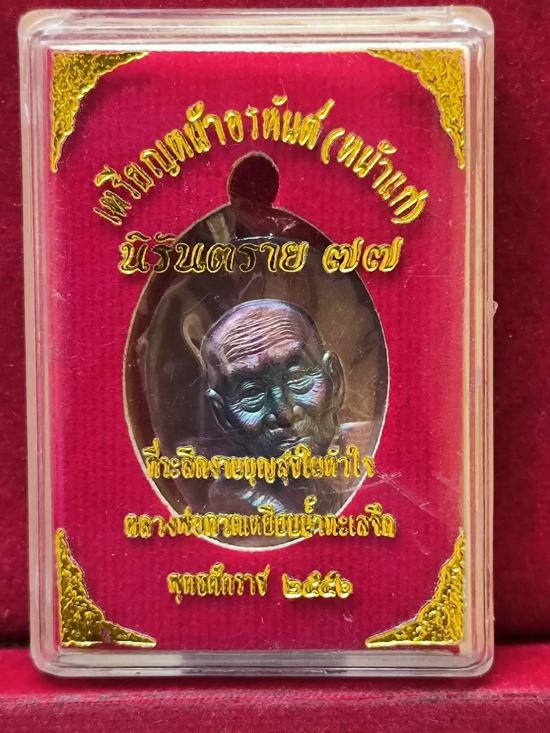 เหรียญหน้าอรหันต์ (หน้าแก่)
นิรันตราย ๗๗
ที่ระลึกงานบุญสุขในหัวใจ
หลวงพ่อทวดเหยียบน้ำทะเลจืด
พุทธศักราช ๒๕๕๖